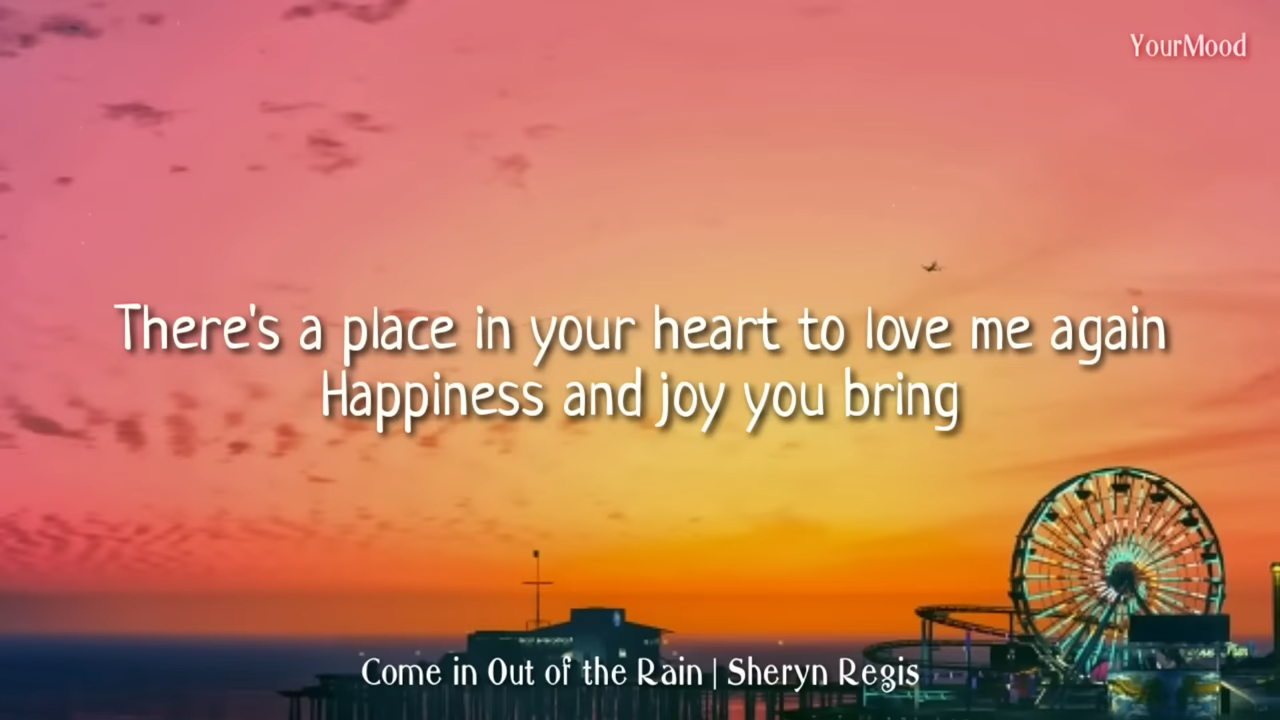 YourMood
There's a place in your heart to love me again
Happiness and joy you bring
Come in Out of the Rain | Sheryn Regis